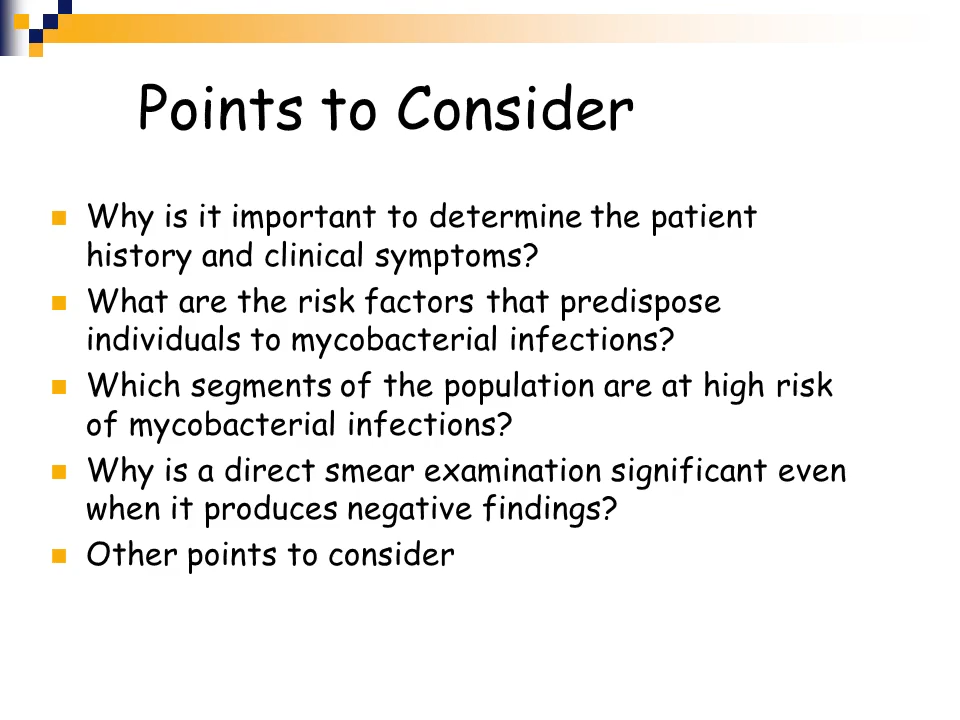 Points to Consider
Why is it important to determine the patient
history and clinical symptoms?
What are the risk factors that predispose
individuals to mycobacterial infections?
Which segments of the population are at high risk
of mycobacterial infections?
Why is a direct smear examination significant even
when it produces negative findings?
Other points to consider